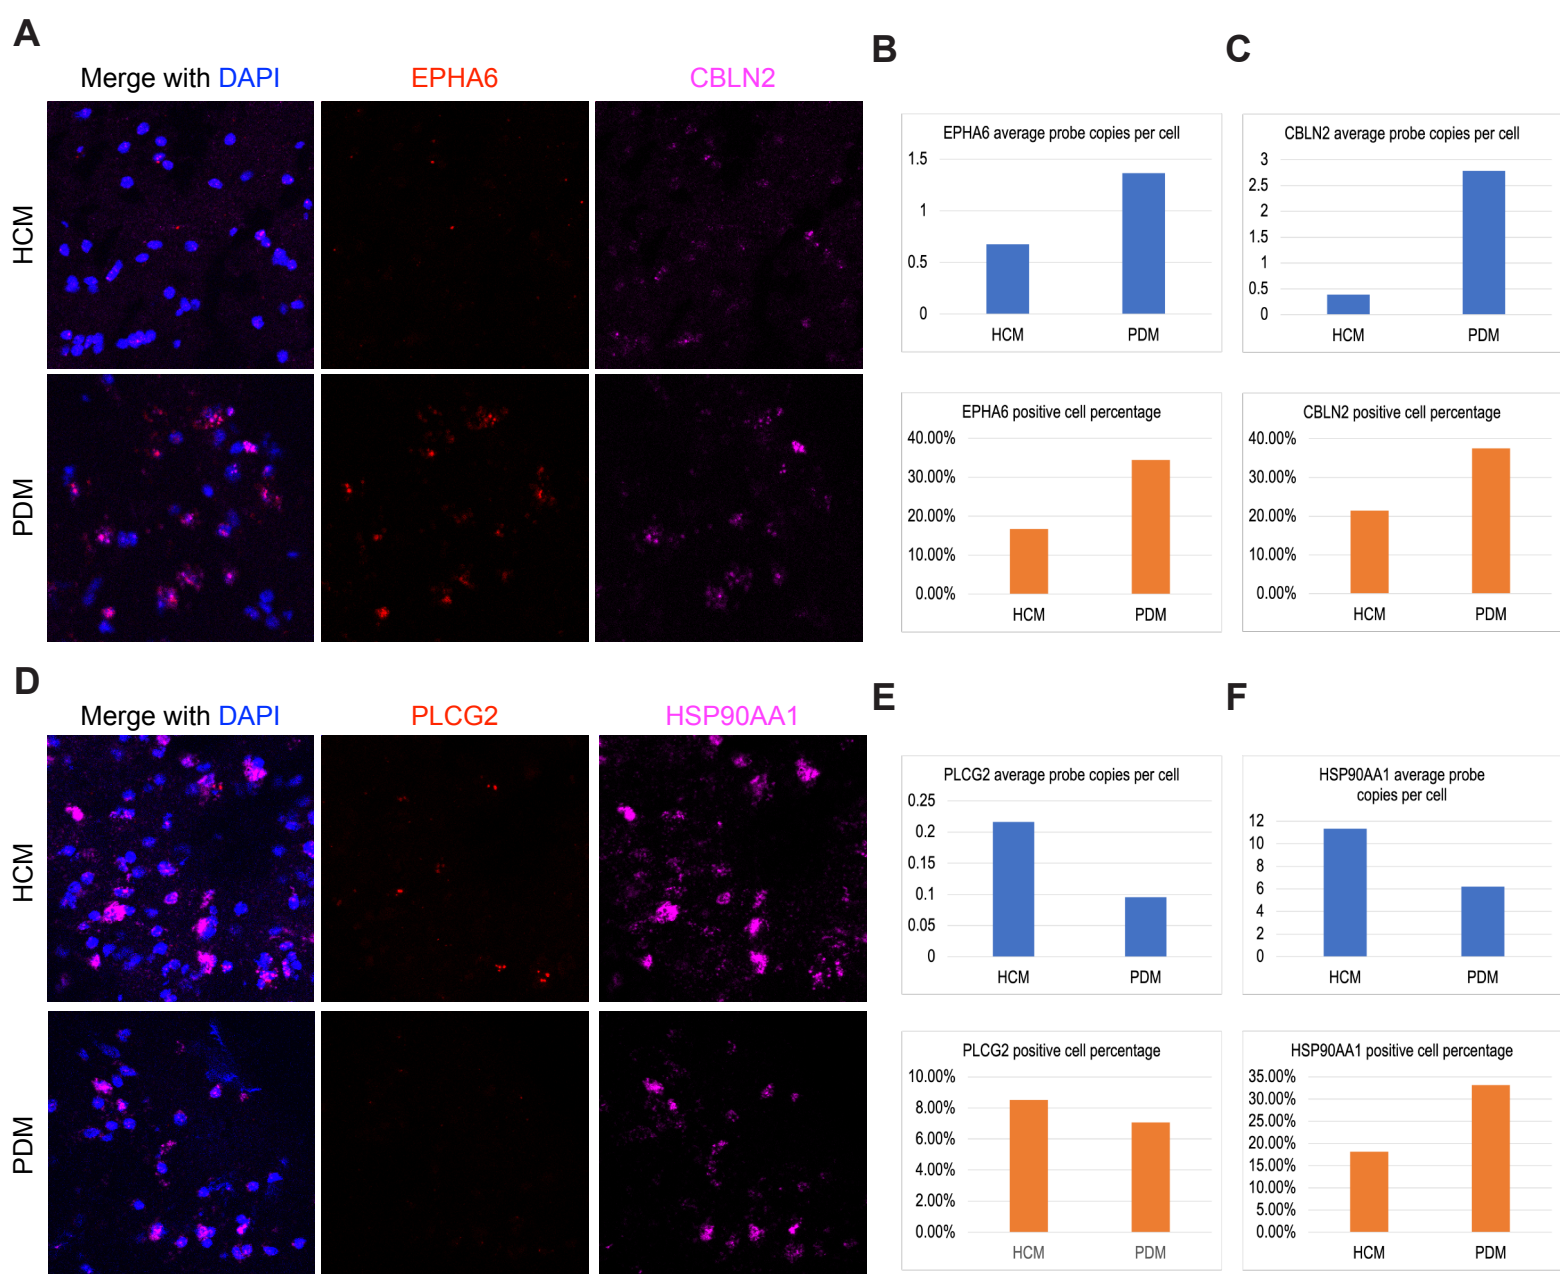 A
Merge with DAPI
EPHA6
CBLN2
HCM
PDM
B
EPHA6 average probe copies per cell
1.5
1
0.5
0
HCM
PDM
EPHA6 positive cell percentage
40.00%
30.00%
20.00%
10.00%
0.00%
HCM
PDM
C
CBLN2 average probe copies per cell
3
2.5
2
1.5
1
0.5
0
HCM
PDM
CBLN2 positive cell percentage
40.00%
30.00%
20.00%
10.00%
0.00%
HCM
PDM
D
Merge with DAPI
PLCG2
HSP90AA1
HCM
PDM
E
PLCG2 average probe copies per cell
0.25
0.2
0.15
0.1
0.05
0
HCM
PDM
PLCG2 positive cell percentage
10.00%
8.00%
6.00%
4.00%
2.00%
0.00%
HCM
PDM
F
HSP90AA1 average probe
copies per cell
12
10
8
6
4
2
0
HCM
PDM
HSP90AA1 positive cell percentage
35.00%
30.00%
25.00%
20.00%
15.00%
10.00%
5.00%
0.00%
HCM
PDM